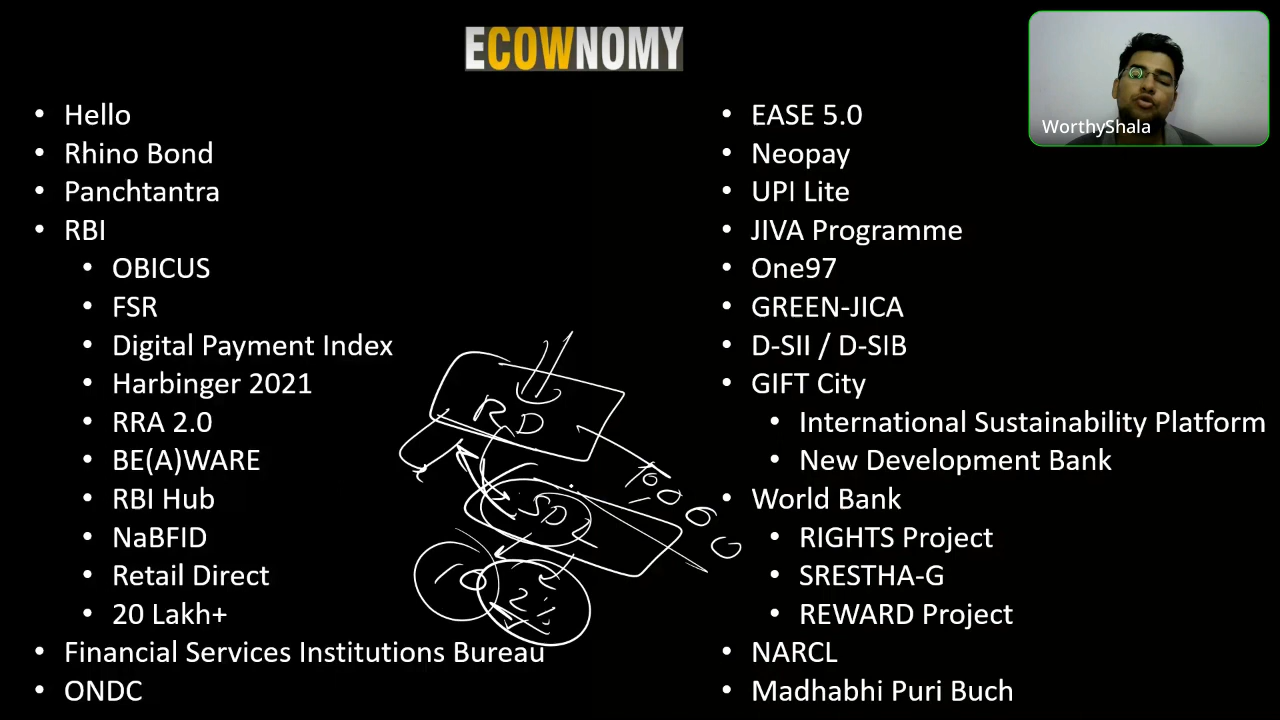 ECOWNOMY
WorthyShala
Hello
Rhino Bond
Panchtantra
RBI
OBICUS
FSR
Digital Payment Index
Harbinger 2021
RRA 2.0
BE(A)WARE
RBI Hub
NaBFID
Retail Direct
20 Lakh+
Financial Services Institutions Bureau
ONDC
RD
2%
EASE 5.0
Neopay
UPI Lite
JIVA Programme
One97
GREEN-JICA
D-SII / D-SIB
GIFT City
International Sustainability Platform
New Development Bank
World Bank
RIGHTS Project
SRESTHA-G
REWARD Project
NARCL
Madhabhi Puri Buch